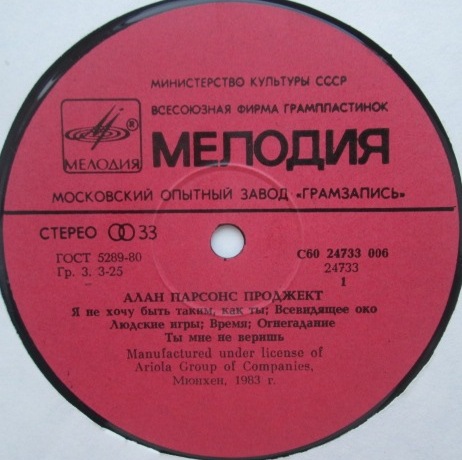 МИНИСТЕРСТВО КУЛЬТУРЫ СССР
ВСЕСОЮЗНАЯ ФИРМА ГРАМПЛАСТИНОК
®
МЕЛОДИЯ
МЕЛОДИЯ
МОСКОВСКИЙ ОПЫТНЫЙ ЗАВОД «ГРАМЗАПИСЬ»
СТЕРЕО 33
С60 24733 006
ГОСТ 5289-80
24733
Гр. 3. 3-25
1
АЛАН ПАРСОНС ПРОДЖЕКТ
Я не хочу быть таким, как ты; Всевидящее око
Людские игры; Время; Огнегадание
Ты мне не веришь
Manufactured under license of
Ariola Group of Companies,
Мюнхен, 1983 г.